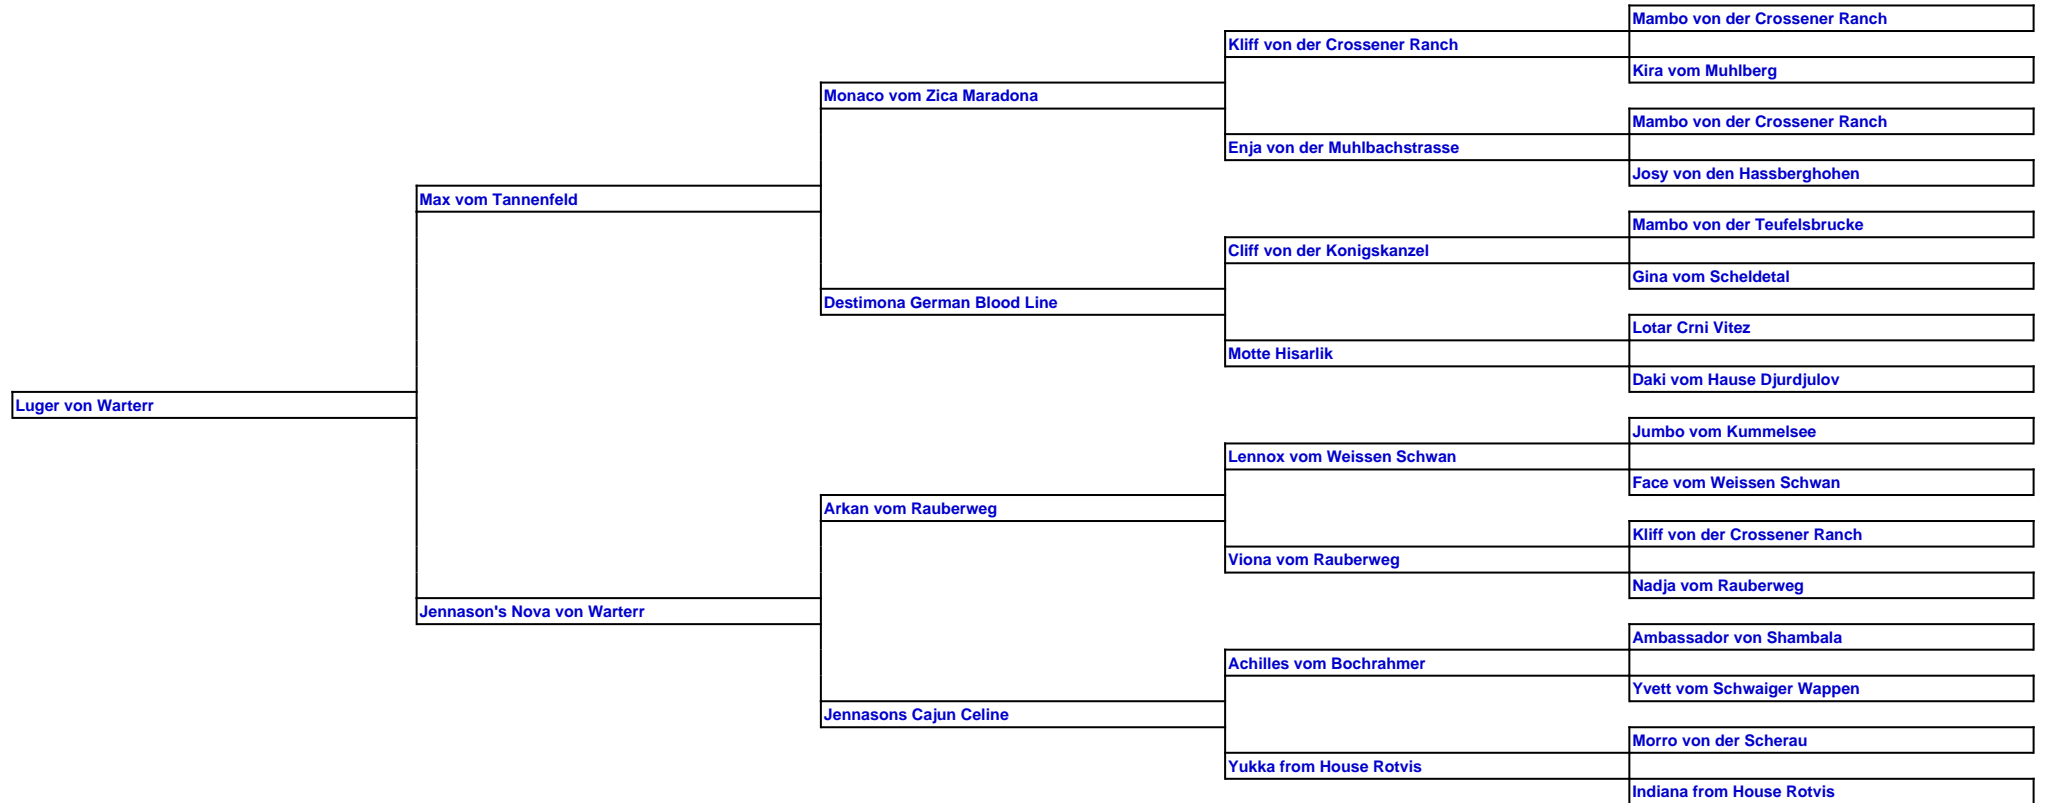 Mambo von der Crossener Ranch
Kliff von der Crossener Ranch
Kira vom Muhlberg
Monaco vom Zica Maradona
Mambo von der Crossener Ranch
Enja von der Muhlbachstrasse
Josy von den Hassberghohen
Max vom Tannenfeld
Mambo von der Teufelsbrucke
Cliff von der Konigskanzel
Gina vom Scheldetal
Destimona German Blood Line
Lotar Crni Vitez
Motte Hisarlik
Daki vom Hause Djurdjulov
Luger von Warterr
Jumbo vom Kummelsee
Lennox vom Weissen Schwan
Face vom Weissen Schwan
Arkan vom Rauberweg
Kliff von der Crossener Ranch
Viona vom Rauberweg
Nadja vom Rauberweg
Jennason's Nova von Warterr
Ambassador von Shambala
Achilles vom Bochrahmer
Yvett vom Schwaiger Wappen
Jennasons Cajun Celine
Morro von der Scherau
Yukka from House Rotvis
Indiana from House Rotvis